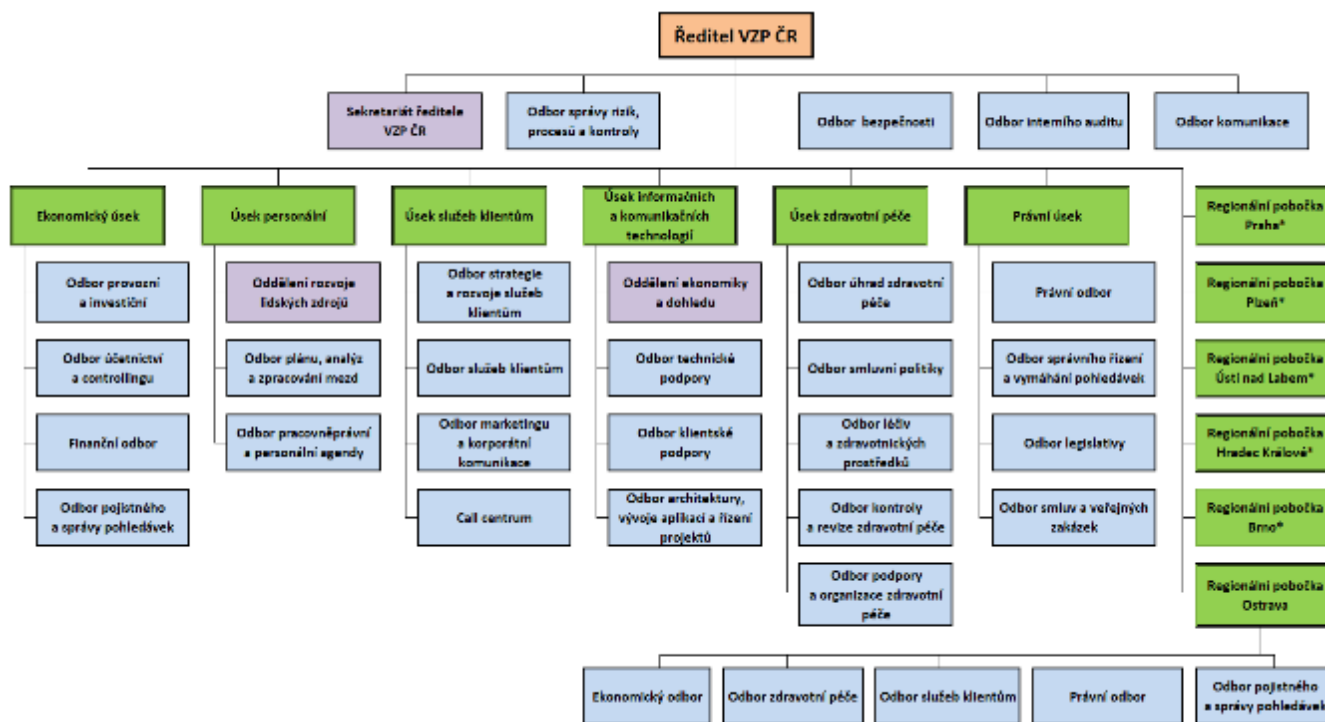 Ředitel VZP ČR
Sekretariát ředitele
VZP ČR
Odbor správy rizik,
procesů a kontroly
Odbor bezpečnosti
Odbor interního auditu
Odbor komunikace
Ekonomický úsek
Odbor provozní
a investiční
Odbor účetnictví
a controllingu
Finanční odbor
Odbor pojistného
a správy pohledávek
Úsek personální
Oddělení rozvoje
lidských zdrojů
Odbor plánu, analýz
a zpracování mezd
Odbor pracovněprávní
a personální agendy
Úsek služeb klientům
Odbor strategie
a rozvoje služeb
klientům
Odbor služeb klientům
Odbor marketingu
a korporátní
komunikace
Call centrum
Úsek informačních
a komunikačních
technologií
Oddělení ekonomiky
a dohledu
Odbor technické
podpory
Odbor klientské
podpory
Odbor architektury,
vývoje aplikací a řízení
projektů
Úsek zdravotní péče
Odbor úhrad zdravotní
péče
Odbor smluvní politiky
Odbor léčiv
a zdravotnických
prostředků
Odbor kontroly
a revize zdravotní péče
Odbor podpory
a organizace zdravotní
péče
Právní úsek
Právní odbor
Odbor správního řízení
a vymáhání pohledávek
Odbor legislativy
Odbor smluv a veřejných
zakázek
Regionální pobočka
Praha*
Regionální pobočka
Plzeň*
Regionální pobočka
Ústí nad Labem*
Regionální pobočka
Hradec Králové*
Regionální pobočka
Brno*
Regionální pobočka
Ostrava
Ekonomický odbor
Odbor zdravotní péče
Odbor služeb klientům
Právní odbor
Odbor pojistného
a správy pohledávek